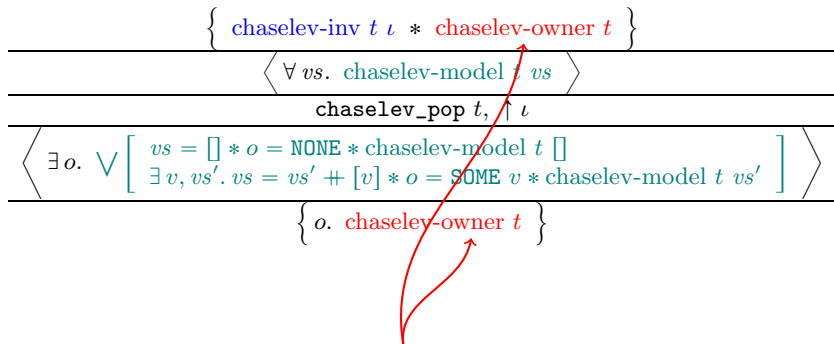 { chaselev-inv t ι ∗ chaselev-owner t }
⟨ ∀ vs. chaselev-model t vs ⟩
chaselev_pop t, ↑ ι
⟨ ∃ o. ⋁ [ vs = [] ∗ o = NONE ∗ chaselev-model t []
∃ v, vs′. vs = vs′ ⧺ [v] ∗ o = SOME v ∗ chaselev-model t vs′ ] ⟩
{ o. chaselev-owner t }